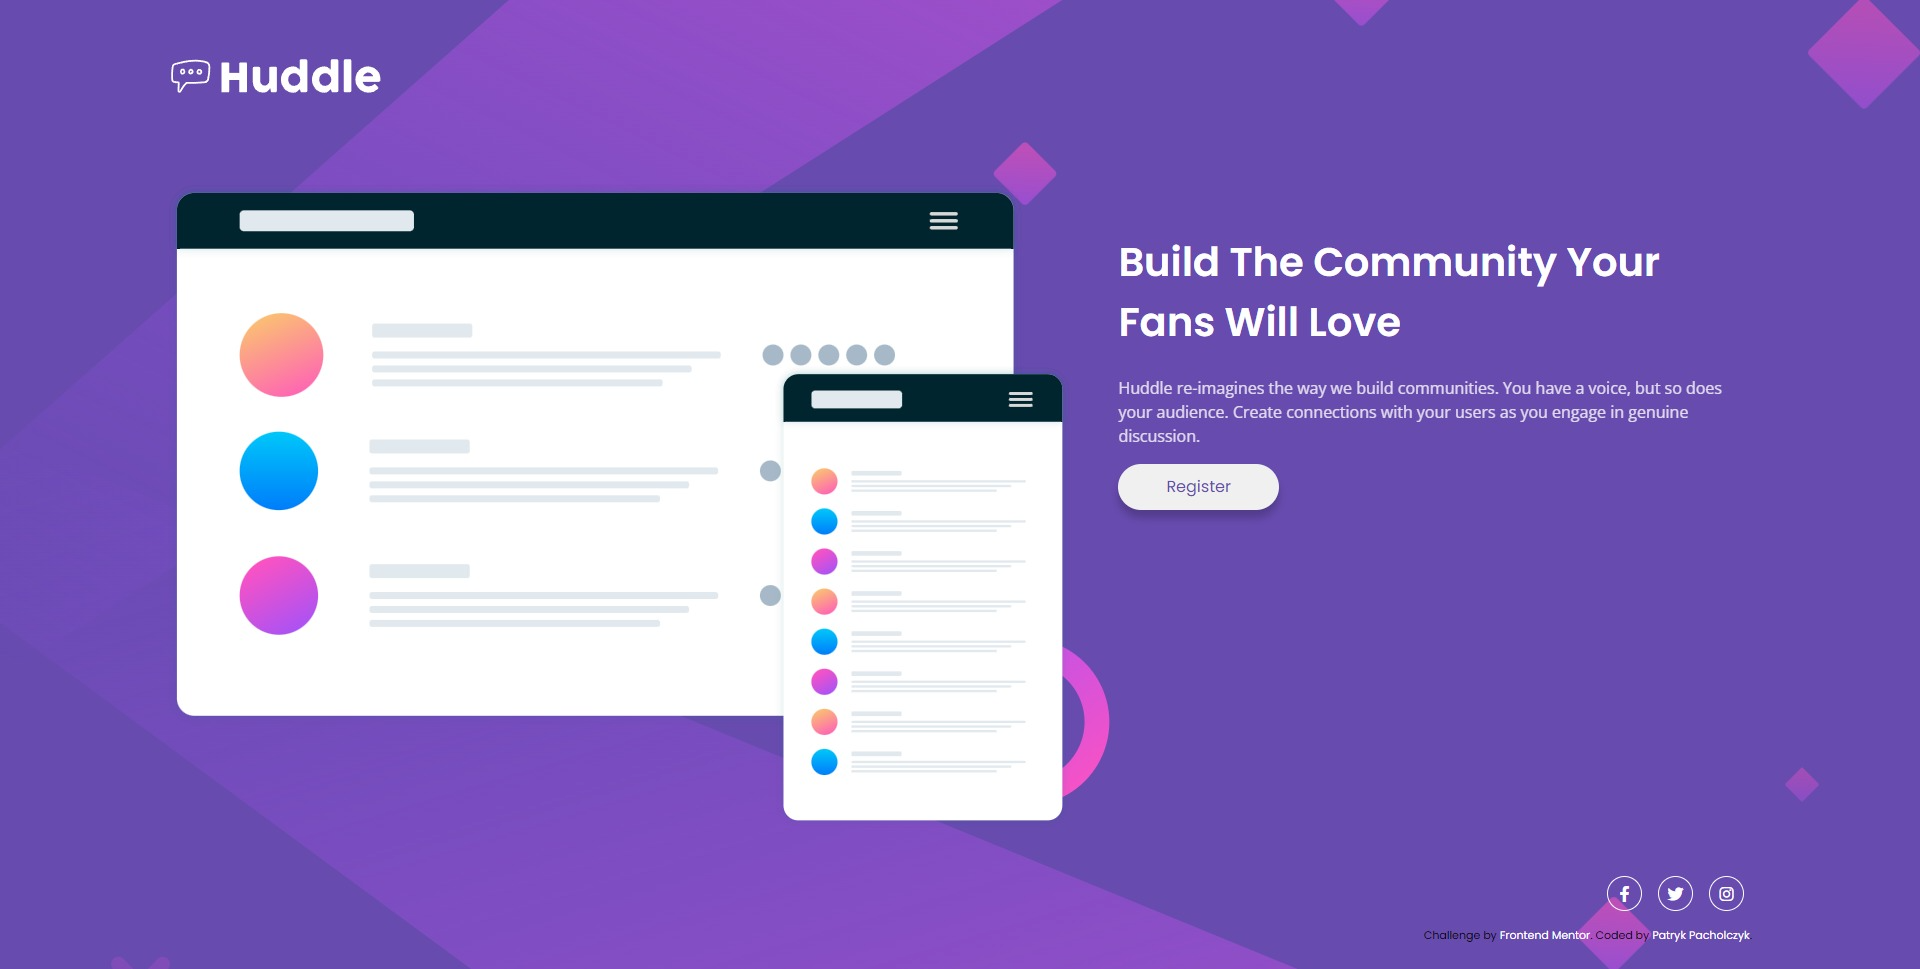 Huddle
Build The Community Your
Fans Will Love
Huddle re-imagines the way we build communities. You have a voice, but so does
your audience. Create connections with your users as you engage in genuine
discussion.
Register
Challenge by Frontend Mentor. Coded by Patryk Pacholczyk.